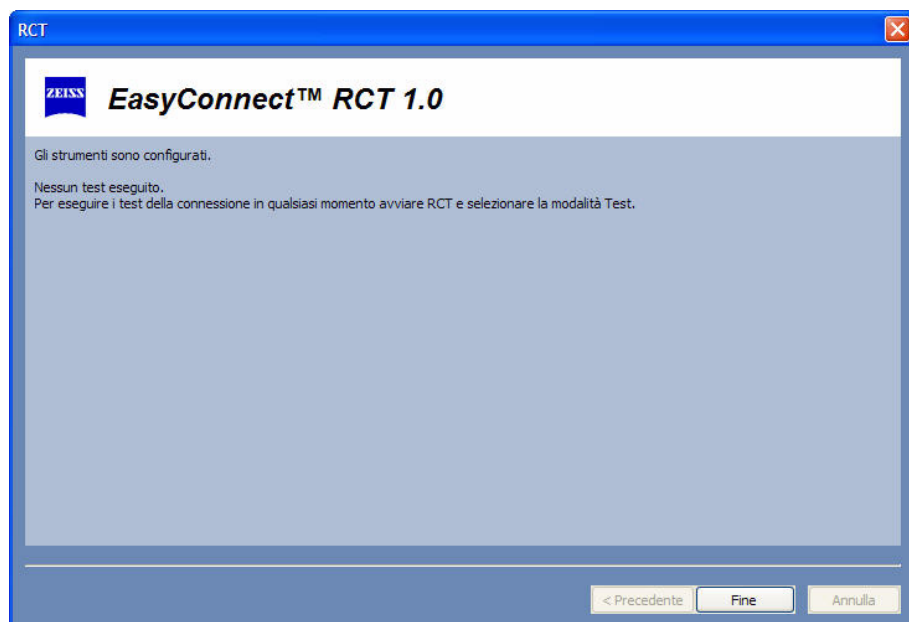 RCT
ZEISS
EasyConnect™ RCT 1.0
Gli strumenti sono configurati.
Nessun test eseguito.
Per eseguire i test della connessione in qualsiasi momento avviare RCT e selezionare la modalità Test.
< Precedente
Fine
Annulla